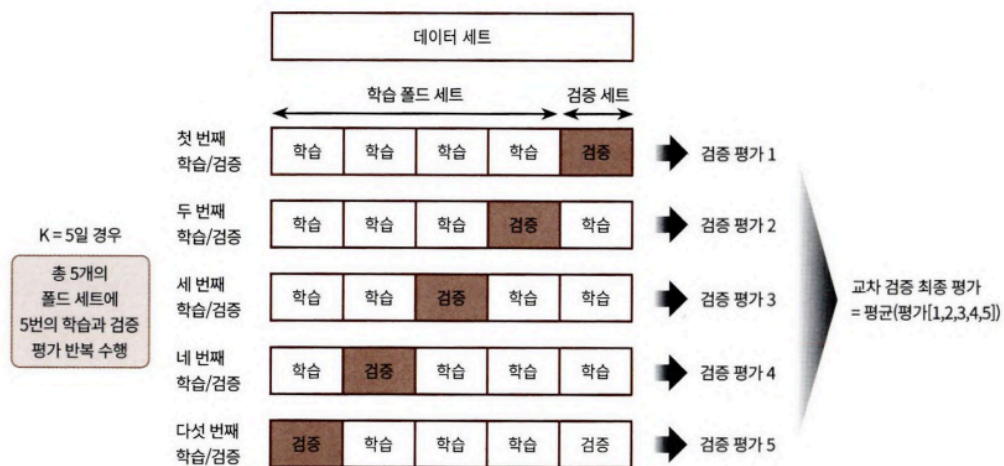 데이터 세트
학습 폴드 세트 검증 세트
첫 번째
학습/검증
학습 학습 학습 학습 검증
검증 평가 1
두 번째
학습/검증
학습 학습 학습 검증 학습
검증 평가 2
K = 5일 경우
총 5개의
폴드 세트에
5번의 학습과 검증
평가 반복 수행
세 번째
학습/검증
학습 학습 검증 학습 학습
검증 평가 3
교차 검증 최종 평가
= 평균(평가[1,2,3,4,5])
네 번째
학습/검증
학습 검증 학습 학습 학습
검증 평가 4
다섯 번째
학습/검증
검증 학습 학습 학습 검증
검증 평가 5